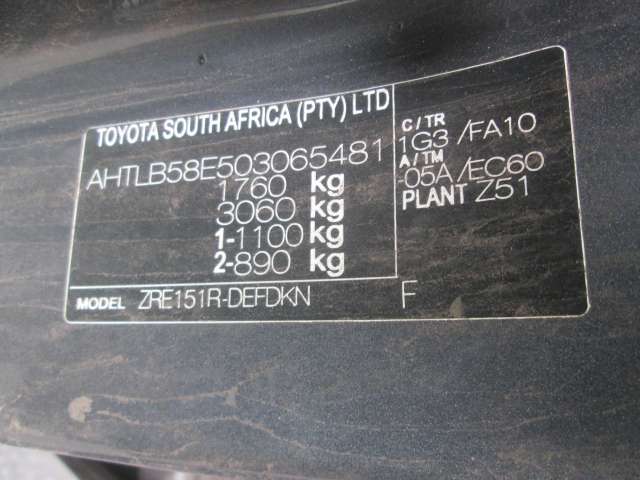 TOYOTA SOUTH AFRICA (PTY) LTD
AHTLB58E503065481
1760 kg
3060 kg
1-1100 kg
2-890 kg
MODEL ZRE151R-DEFDKN
C/TR
1G3 /FA10
A/TM
-05A/EC60
PLANT Z51
F